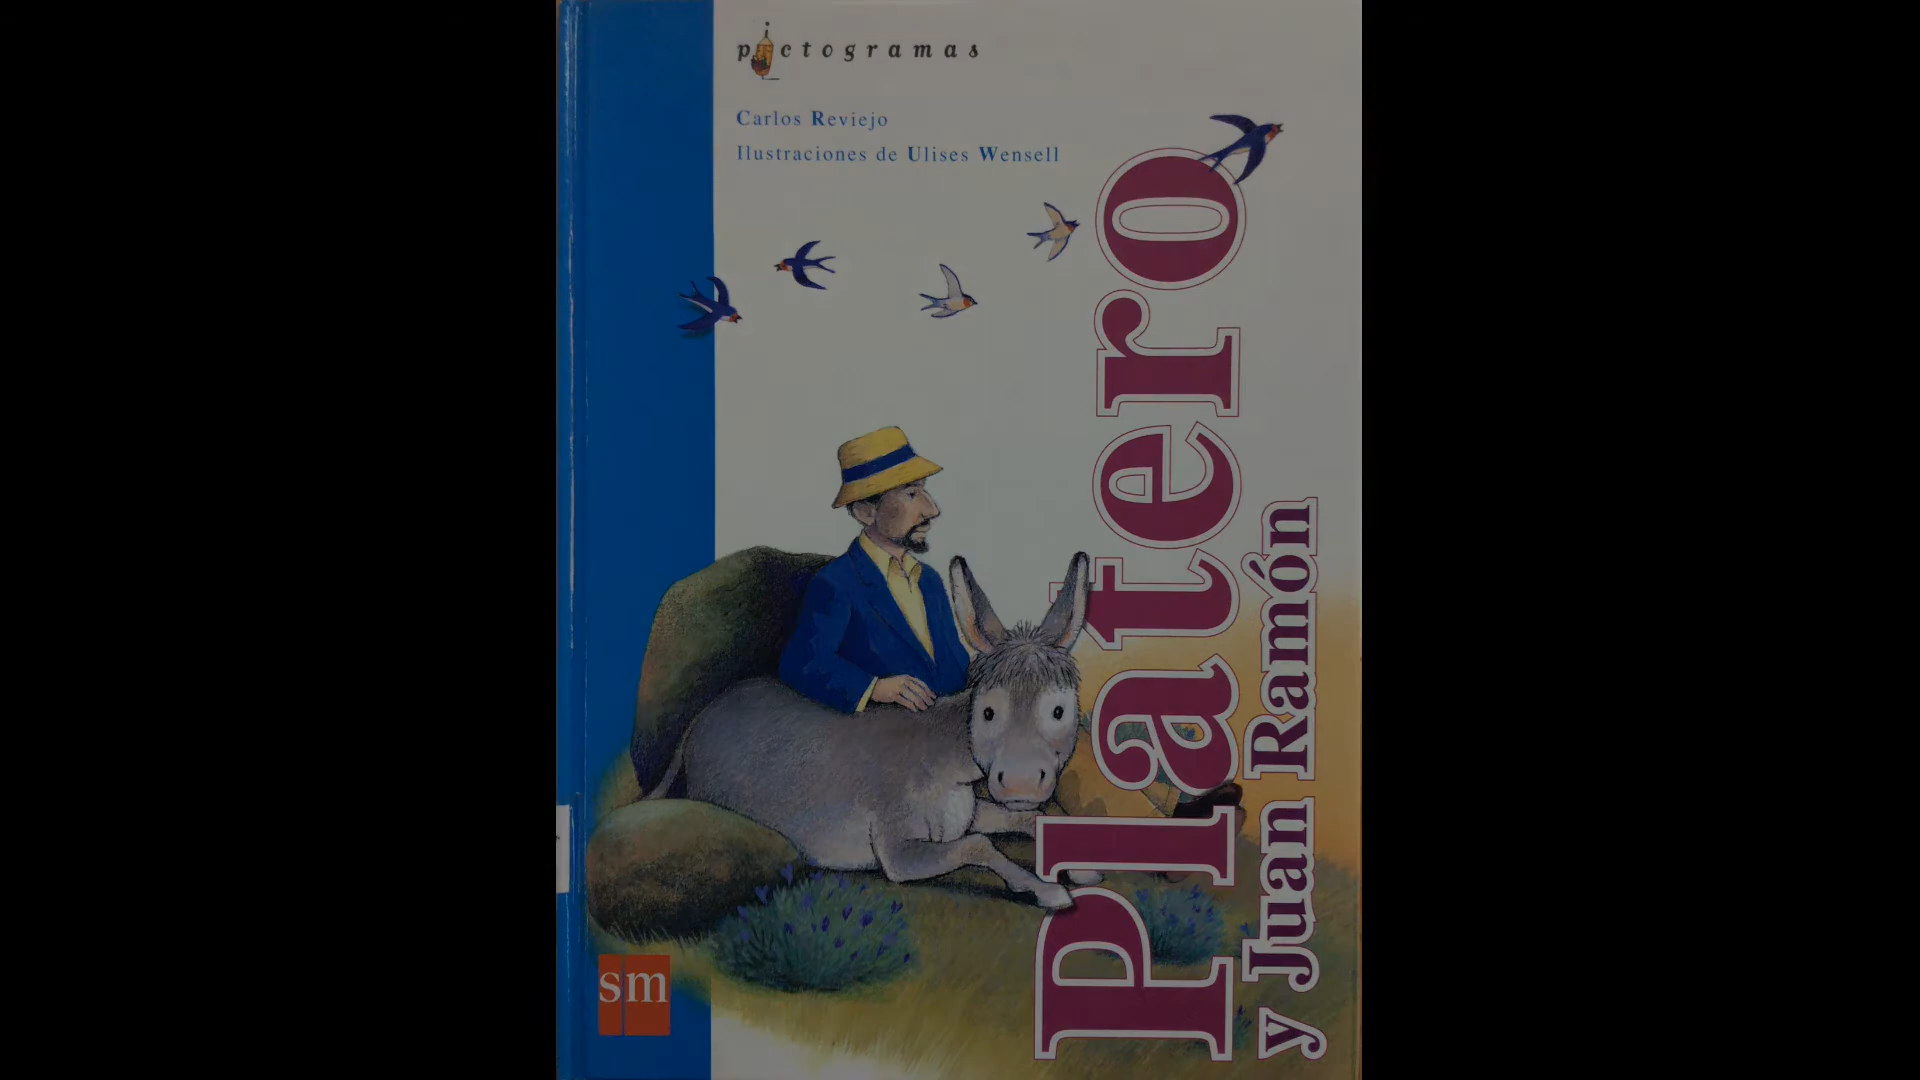 pictogramas
Carlos Reviejo
Ilustraciones de Ulises Wensell
Platero
y Juan Ramón
sm